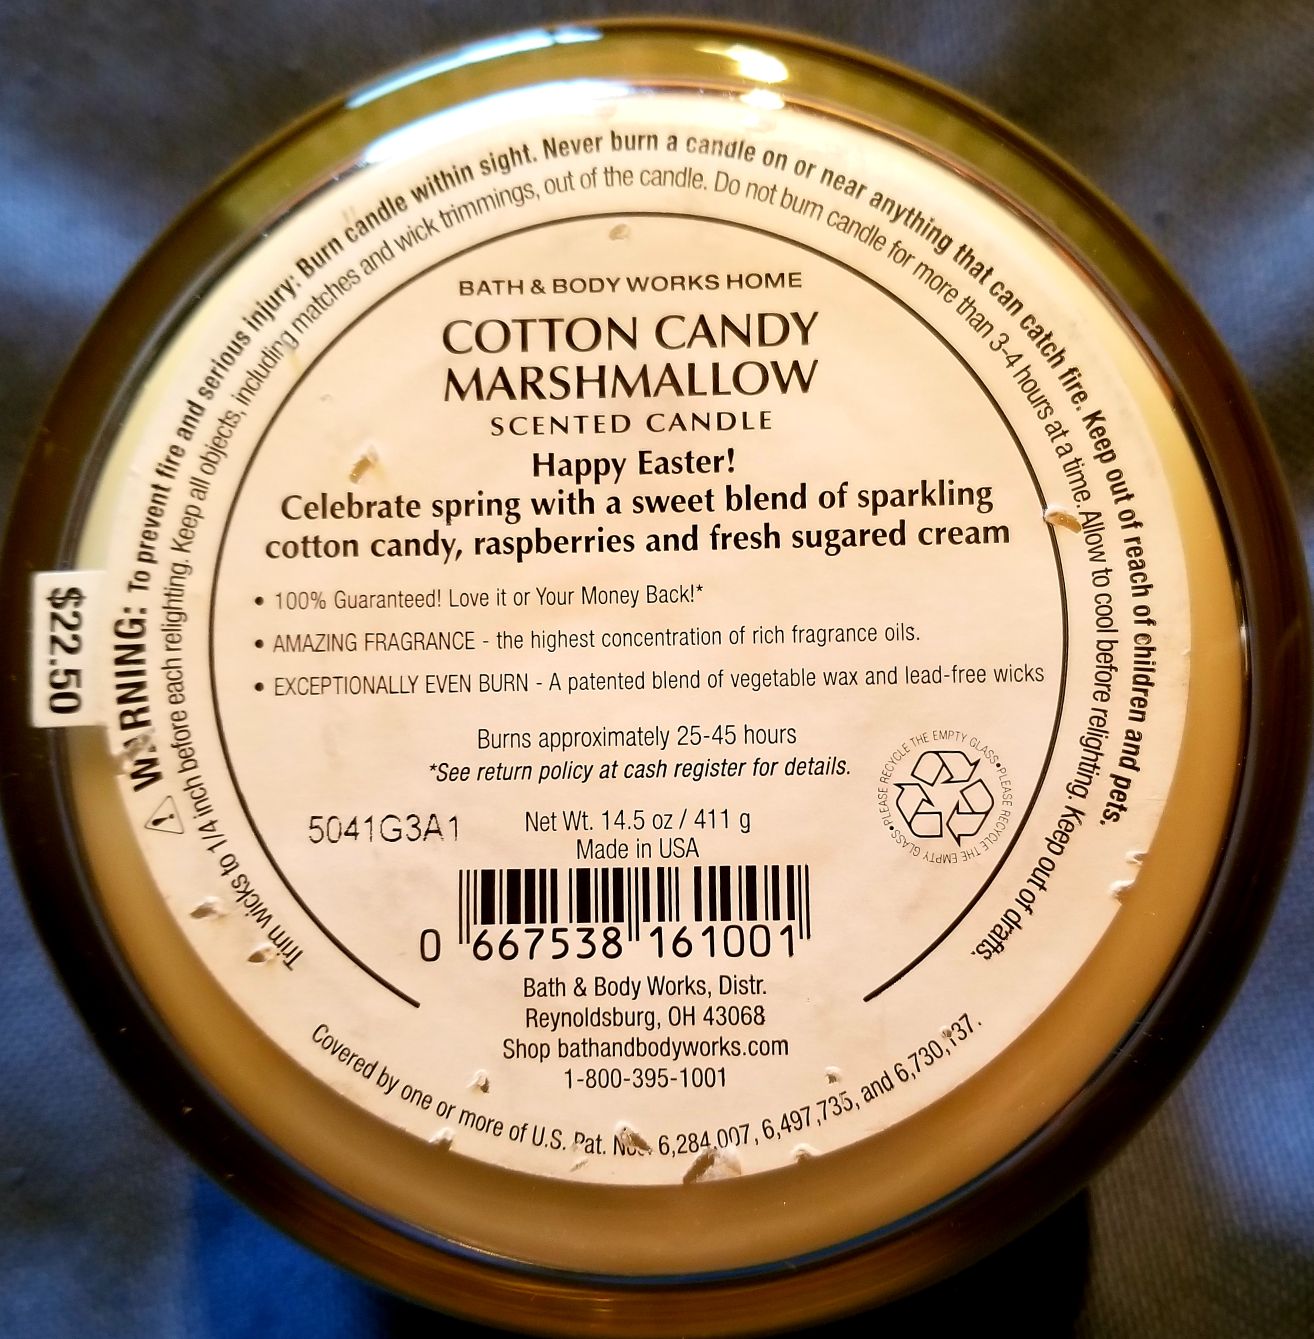 WARNING: To prevent fire and serious injury: Burn candle within sight. Never burn a candle on or near anything that can catch fire. Keep out of reach of children and pets.
Trim wicks to 1/4 inch before each relighting. Keep all objects, including matches and wick trimmings, out of the candle. Do not burn candle for more than 3-4 hours at a time. Allow to cool before relighting. Keep out of drafts.
BATH & BODY WORKS HOME
COTTON CANDY
MARSHMALLOW
SCENTED CANDLE
Happy Easter!
Celebrate spring with a sweet blend of sparkling
cotton candy, raspberries and fresh sugared cream
• 100% Guaranteed! Love it or Your Money Back!*
• AMAZING FRAGRANCE - the highest concentration of rich fragrance oils.
• EXCEPTIONALLY EVEN BURN - A patented blend of vegetable wax and lead-free wicks
Burns approximately 25-45 hours
*See return policy at cash register for details.
PLEASE RECYCLE THE EMPTY GLASS•PLEASE RECYCLE THE EMPTY GLASS•
5041G3A1
Net Wt. 14.5 oz / 411 g
Made in USA
0 667538 161001
Bath & Body Works, Distr.
Reynoldsburg, OH 43068
Shop bathandbodyworks.com
1-800-395-1001
Covered by one or more of U.S. Pat. 6,284,007, 6,497,735, and 6,730,137.
$22.50